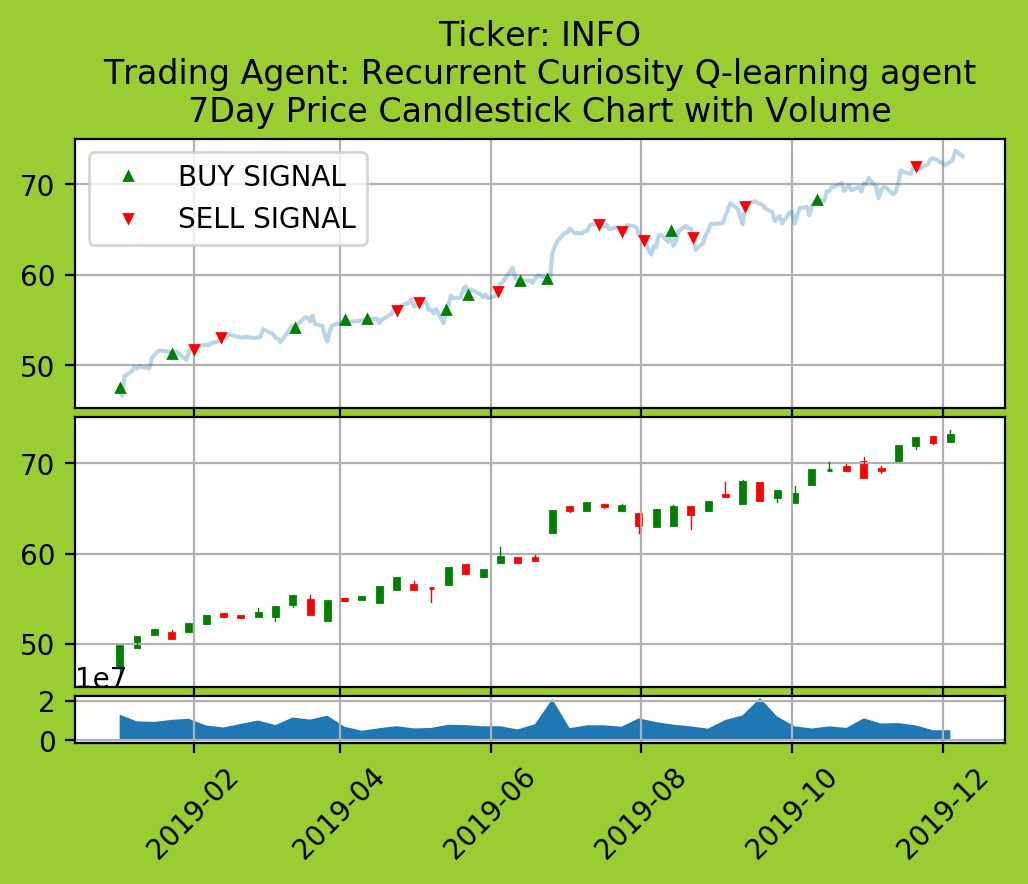 Ticker: INFO
Trading Agent: Recurrent Curiosity Q-learning agent
7Day Price Candlestick Chart with Volume
BUY SIGNAL
SELL SIGNAL
70
60
50
70
60
50
1e7
2
0
2019-02
2019-04
2019-06
2019-08
2019-10
2019-12